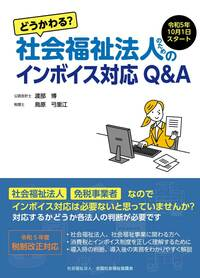 令和5年
10月1日
スタート
どうかわる?
社会福祉法人のための
インボイス対応 Q&A
公認会計士 渡部 博
税理士 鳥原 弓里江
社会福祉法人 免税事業者 なので
インボイス対応は必要ないと思っていませんか?
対応するかどうか各法人の判断が必要です
令和5年度
税制改正対応
・社会福祉法人、社会福祉事業に関わる方へ
・消費税とインボイス制度を正しく理解するために
・導入時の判断、導入後の実務をわかりやすく解説
社会福祉法人 全国社会福祉協議会